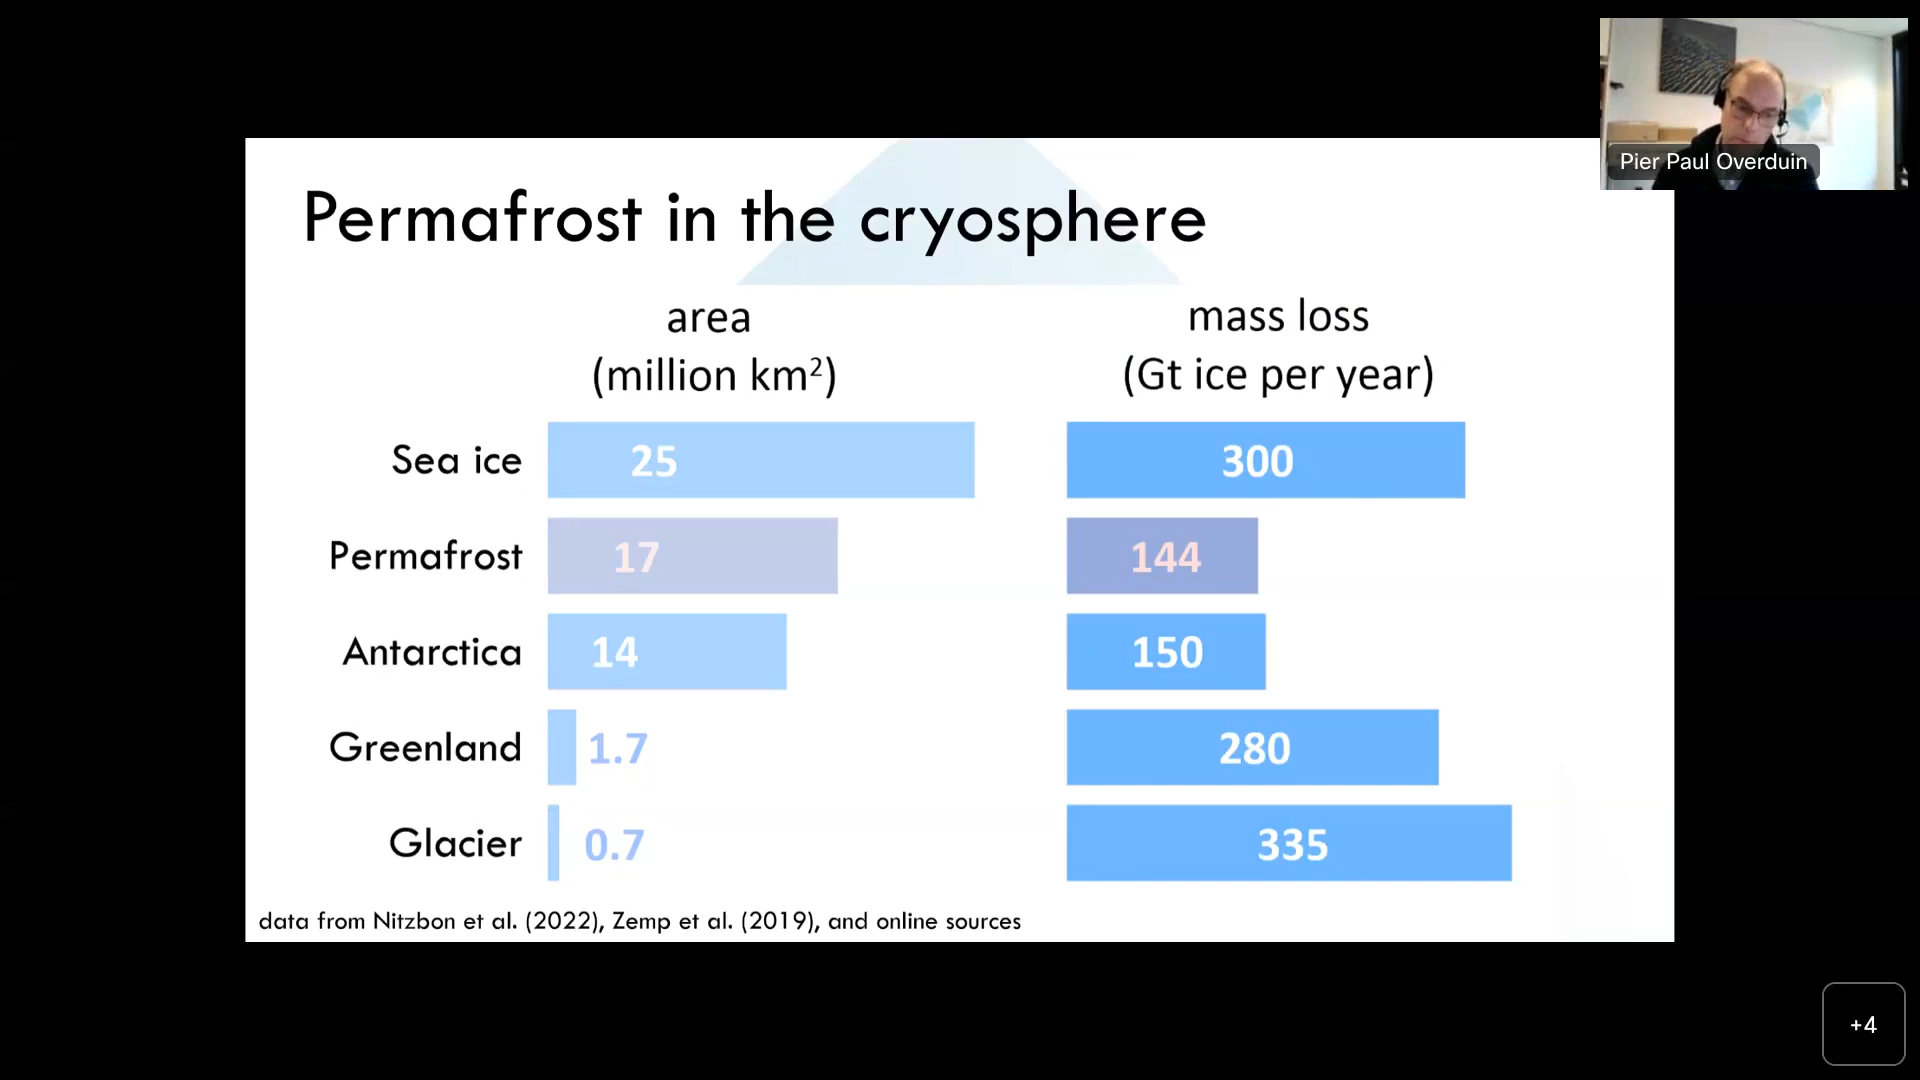 Pier Paul Overduin
Permafrost in the cryosphere
area
(million km²)
mass loss
(Gt ice per year)
Sea ice 25 300
Permafrost 17 144
Antarctica 14 150
Greenland 1.7 280
Glacier 0.7 335
data from Nitzbon et al. (2022), Zemp et al. (2019), and online sources
+4